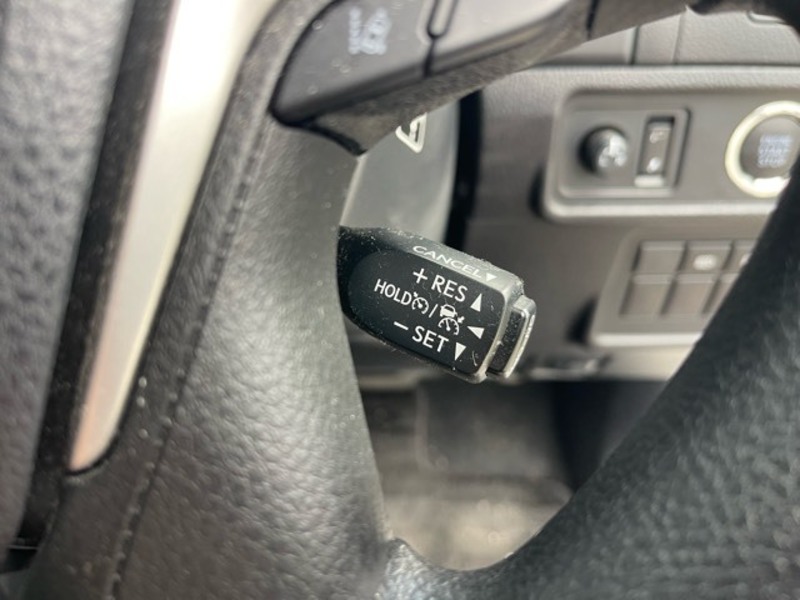 CANCEL▼
+ RES ▲
HOLD / ◄
− SET ▼